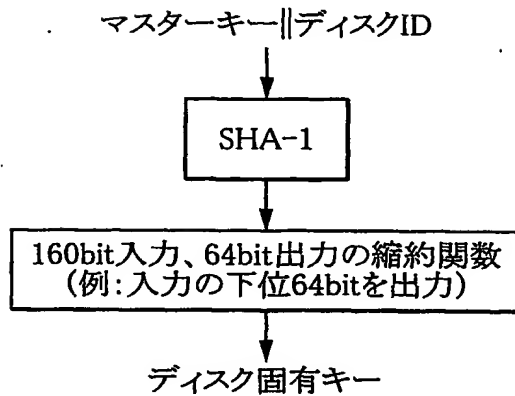 マスターキー||ディスクID
SHA-1
160bit入力、64bit出力の縮約関数
(例:入力の下位64bitを出力)
ディスク固有キー